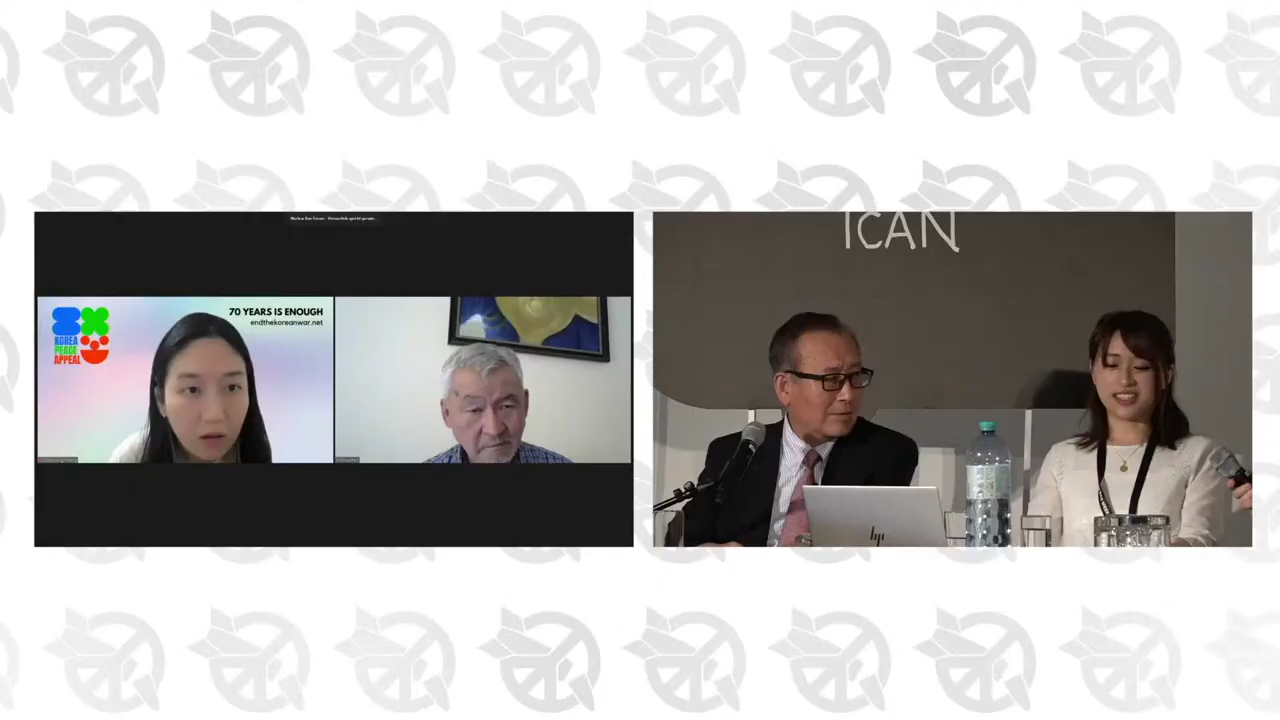 ICAN
70 YEARS IS ENOUGH
endthekoreanwar.net
KOREA
PEACE
APPEAL
hp